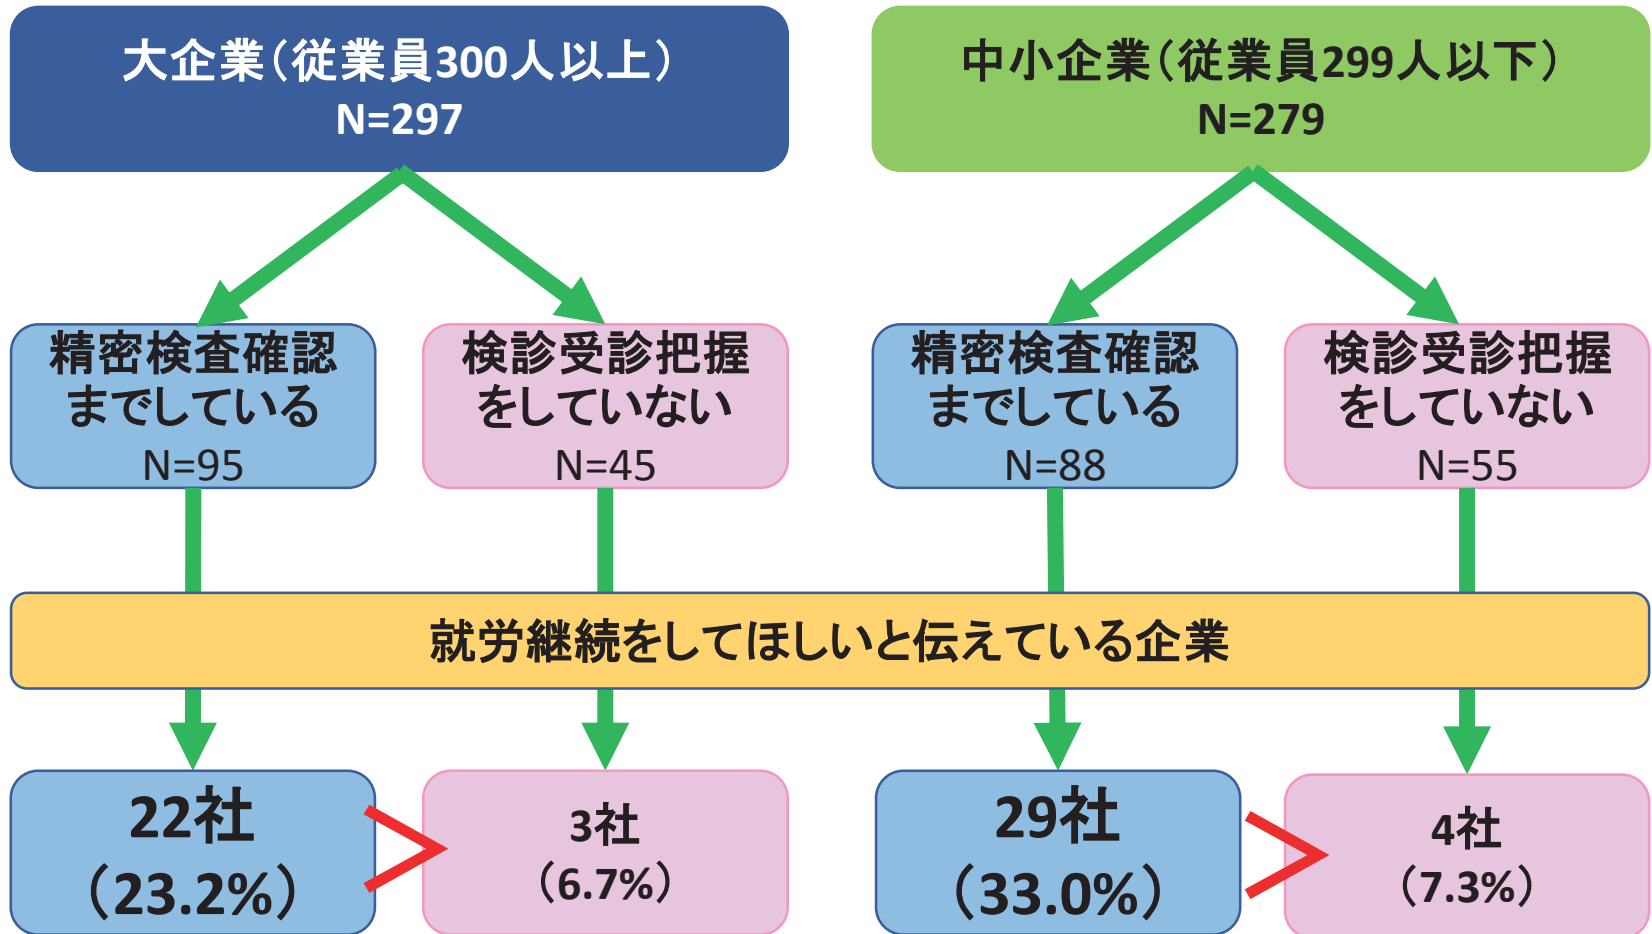 大企業（従業員300人以上）
N=297
中小企業（従業員299人以下）
N=279
精密検査確認
までしている
N=95
検診受診把握
をしていない
N=45
精密検査確認
までしている
N=88
検診受診把握
をしていない
N=55
就労継続をしてほしいと伝えている企業
22社
（23.2%）
3社
（6.7%）
29社
（33.0%）
4社
（7.3%）